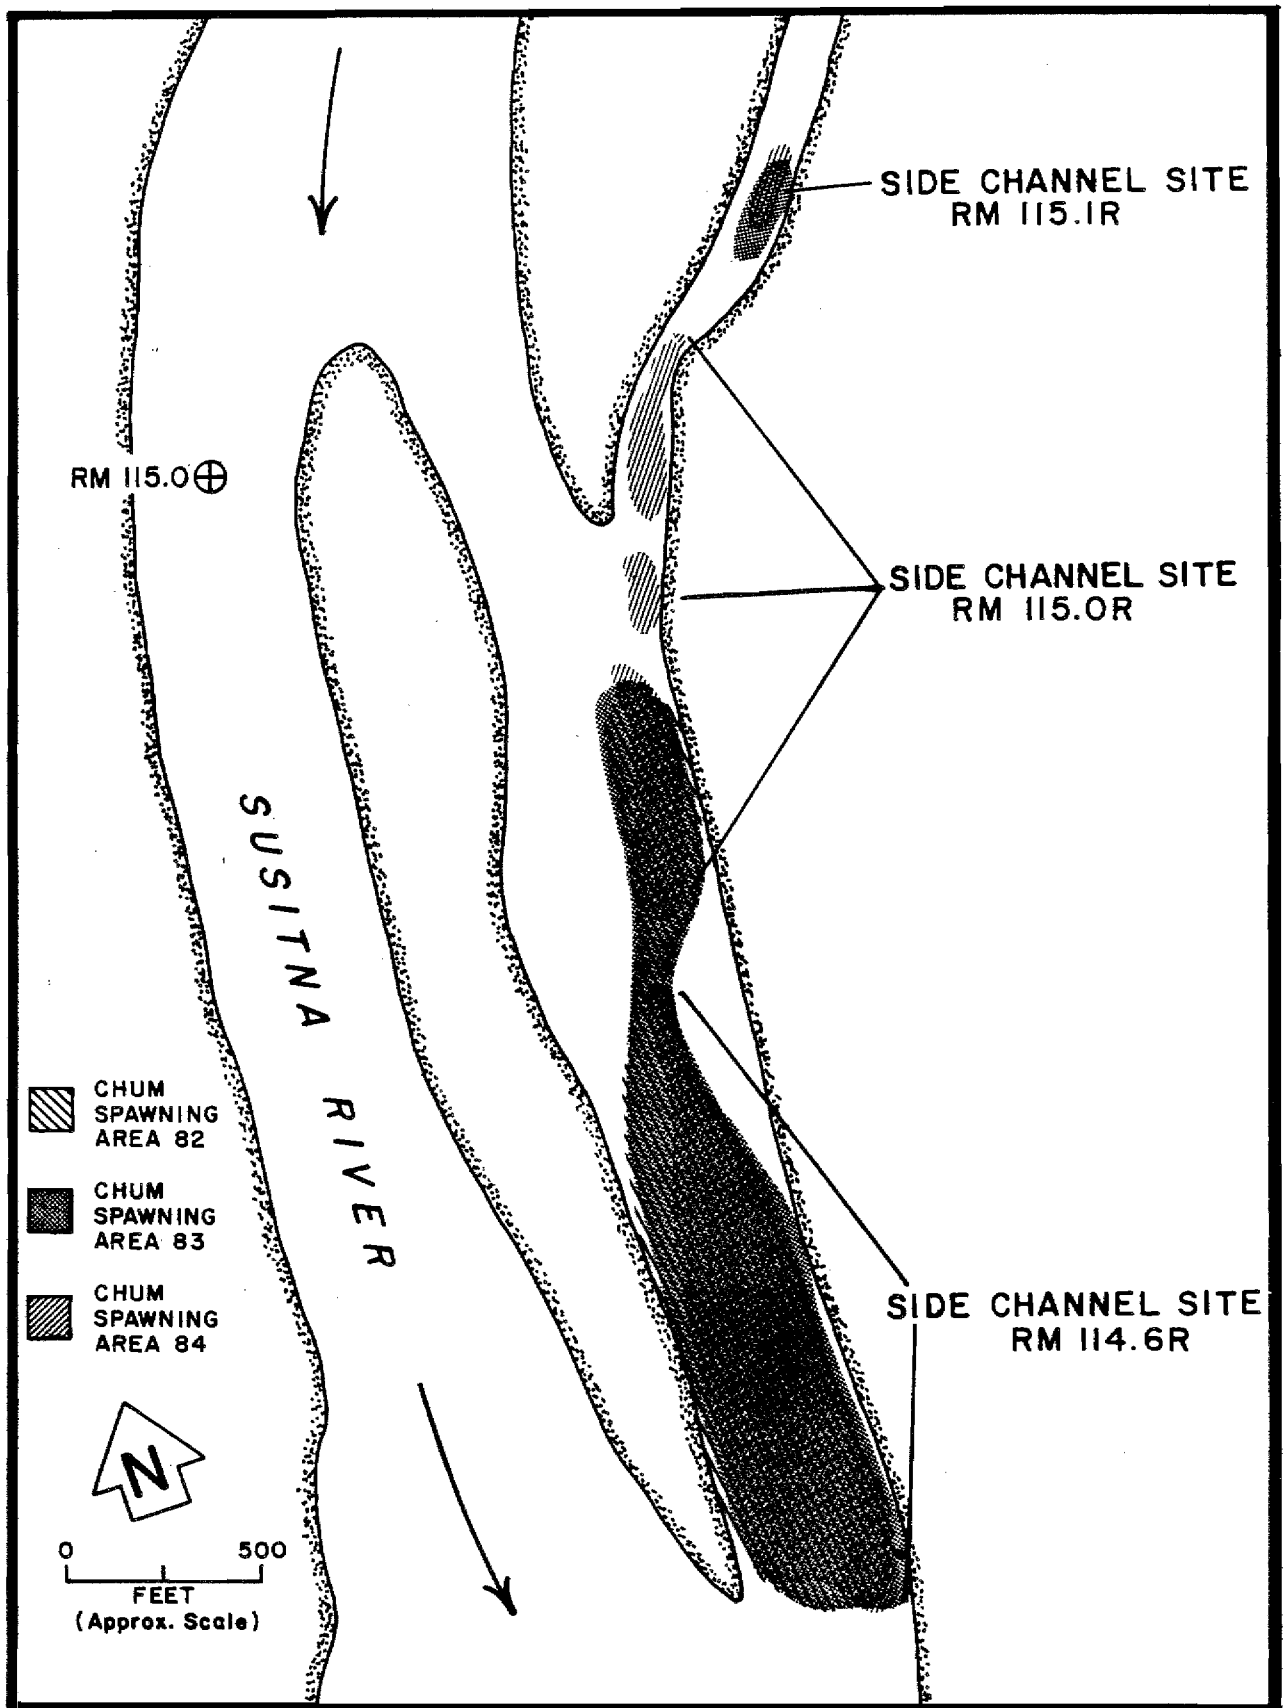 SIDE CHANNEL SITE
RM 115.1R
RM 115.0
SIDE CHANNEL SITE
RM 115.0R
SUSITNA RIVER
CHUM
SPAWNING
AREA 82
CHUM
SPAWNING
AREA 83
CHUM
SPAWNING
AREA 84
SIDE CHANNEL SITE
RM 114.6R
N
0 500
FEET
(Approx. Scale)